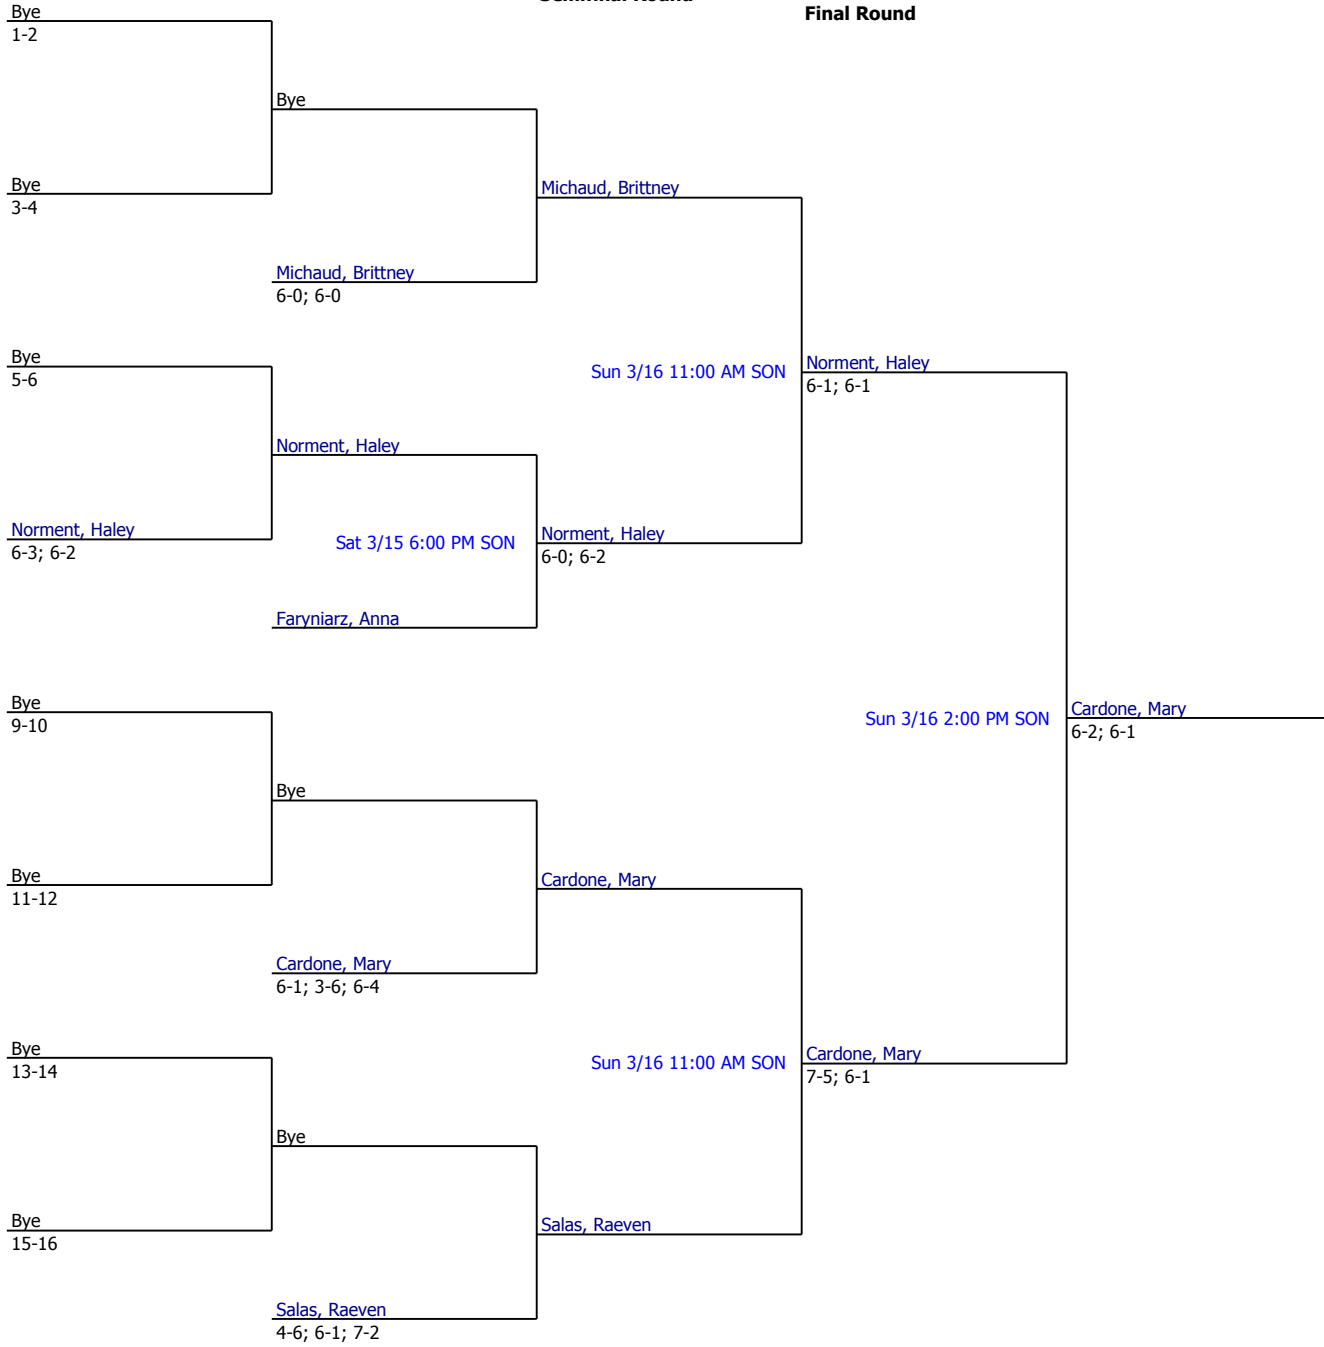 Final Round
Bye
1-2
Bye
Bye
3-4
Michaud, Brittney
Michaud, Brittney
6-0; 6-0
Bye
5-6
Sun 3/16 11:00 AM SON
Norment, Haley
6-1; 6-1
Norment, Haley
Norment, Haley
6-3; 6-2
Sat 3/15 6:00 PM SON
Norment, Haley
6-0; 6-2
Faryniarz, Anna
Bye
9-10
Sun 3/16 2:00 PM SON
Cardone, Mary
6-2; 6-1
Bye
Bye
11-12
Cardone, Mary
Cardone, Mary
6-1; 3-6; 6-4
Bye
13-14
Sun 3/16 11:00 AM SON
Cardone, Mary
7-5; 6-1
Bye
Bye
15-16
Salas, Raeven
Salas, Raeven
4-6; 6-1; 7-2